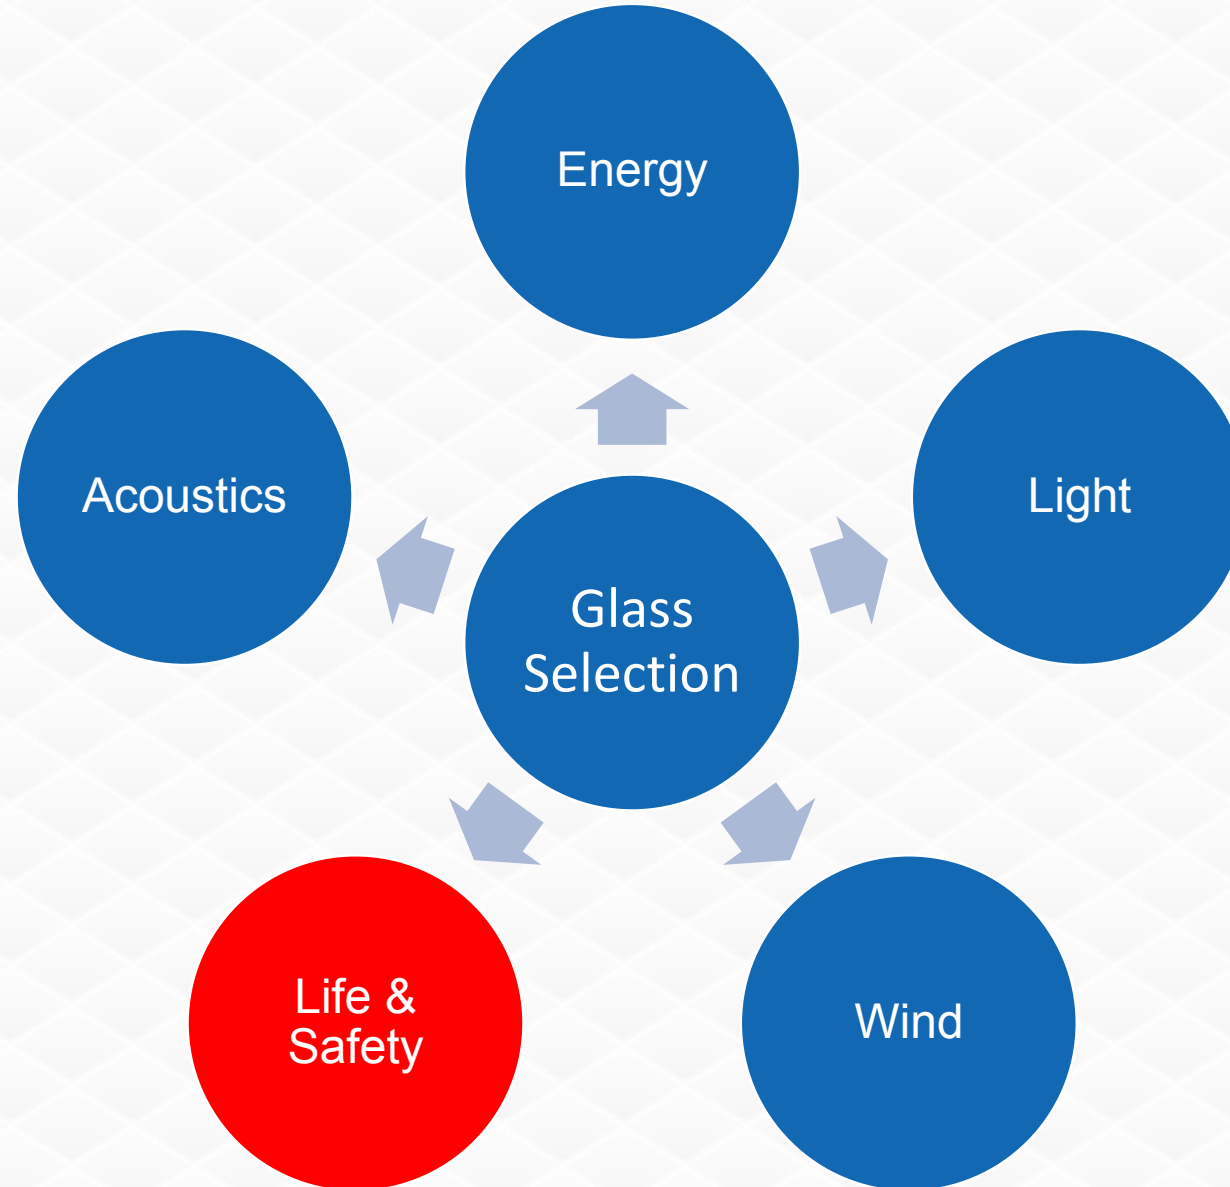 Energy
Acoustics
Light
Glass
Selection
Life &
Safety
Wind